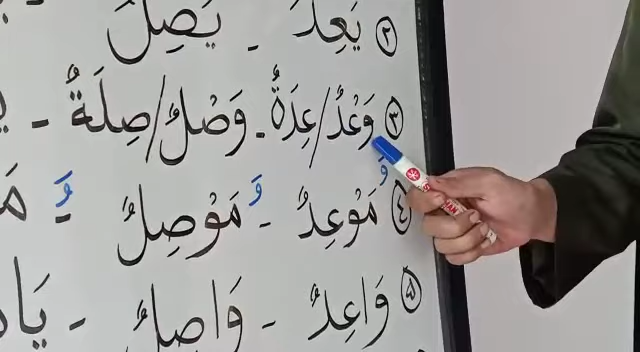 ٢ يَعِدُ - يَصِلُ
٣ وَعْدٌ/عِدَةٌ - وَصْلٌ/صِلَةٌ -
و
٤ مَوْعِدٌ - و مَوْصِلٌ - و
٥ وَاعِدٌ - وَاصِلٌ -